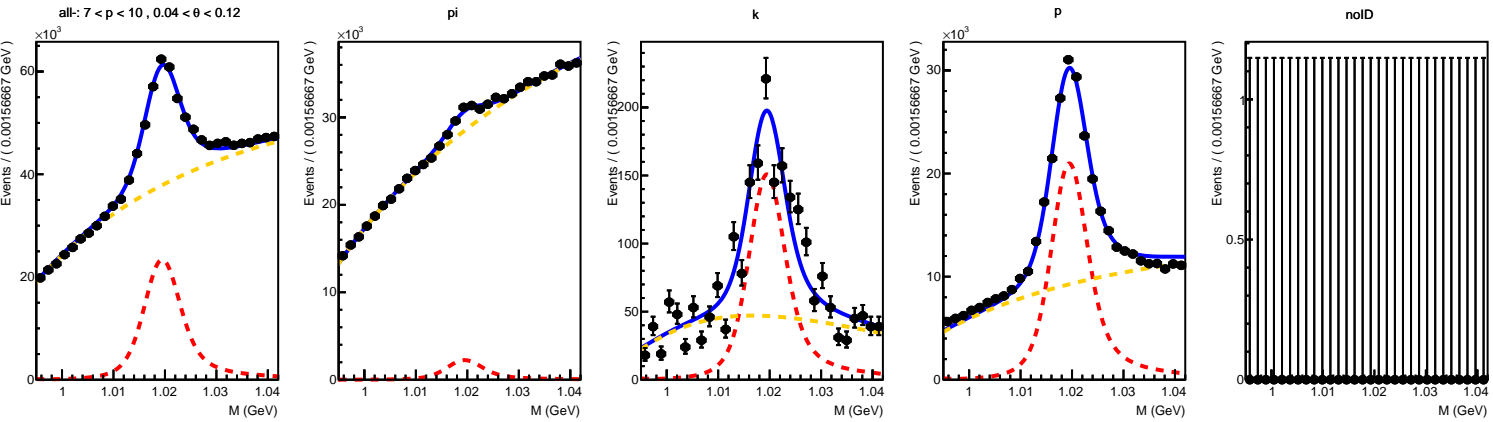 all-: 7 < p < 10 , 0.04 < θ < 0.12
×10³
Events / ( 0.00156667 GeV )
60
40
20
0
1 1.01 1.02 1.03 1.04
M (GeV)
pi
×10³
Events / ( 0.00156667 GeV )
30
20
10
0
1 1.01 1.02 1.03 1.04
M (GeV)
k
Events / ( 0.00156667 GeV )
200
150
100
50
0
1 1.01 1.02 1.03 1.04
M (GeV)
p
×10³
Events / ( 0.00156667 GeV )
30
20
10
0
1 1.01 1.02 1.03 1.04
M (GeV)
noID
Events / ( 0.00156667 GeV )
1
0.5
0
1 1.01 1.02 1.03 1.04
M (GeV)